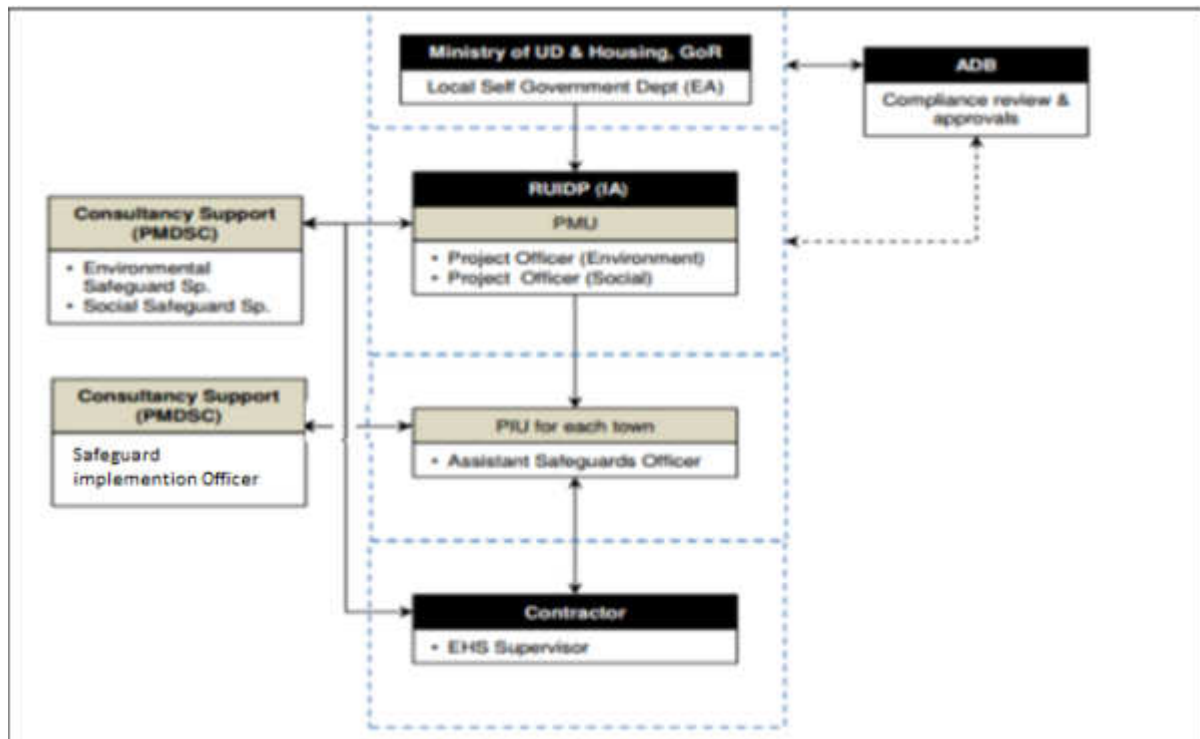 Ministry of UD & Housing, GoR
Local Self Government Dept (EA)
ADB
Compliance review &
approvals
RUIDP (IA)
PMU
• Project Officer (Environment)
• Project Officer (Social)
Consultancy Support
(PMDSC)
• Environmental
Safeguard Sp.
• Social Safeguard Sp.
Consultancy Support
(PMDSC)
Safeguard
implemention Officer
PIU for each town
• Assistant Safeguards Officer
Contractor
• EHS Supervisor